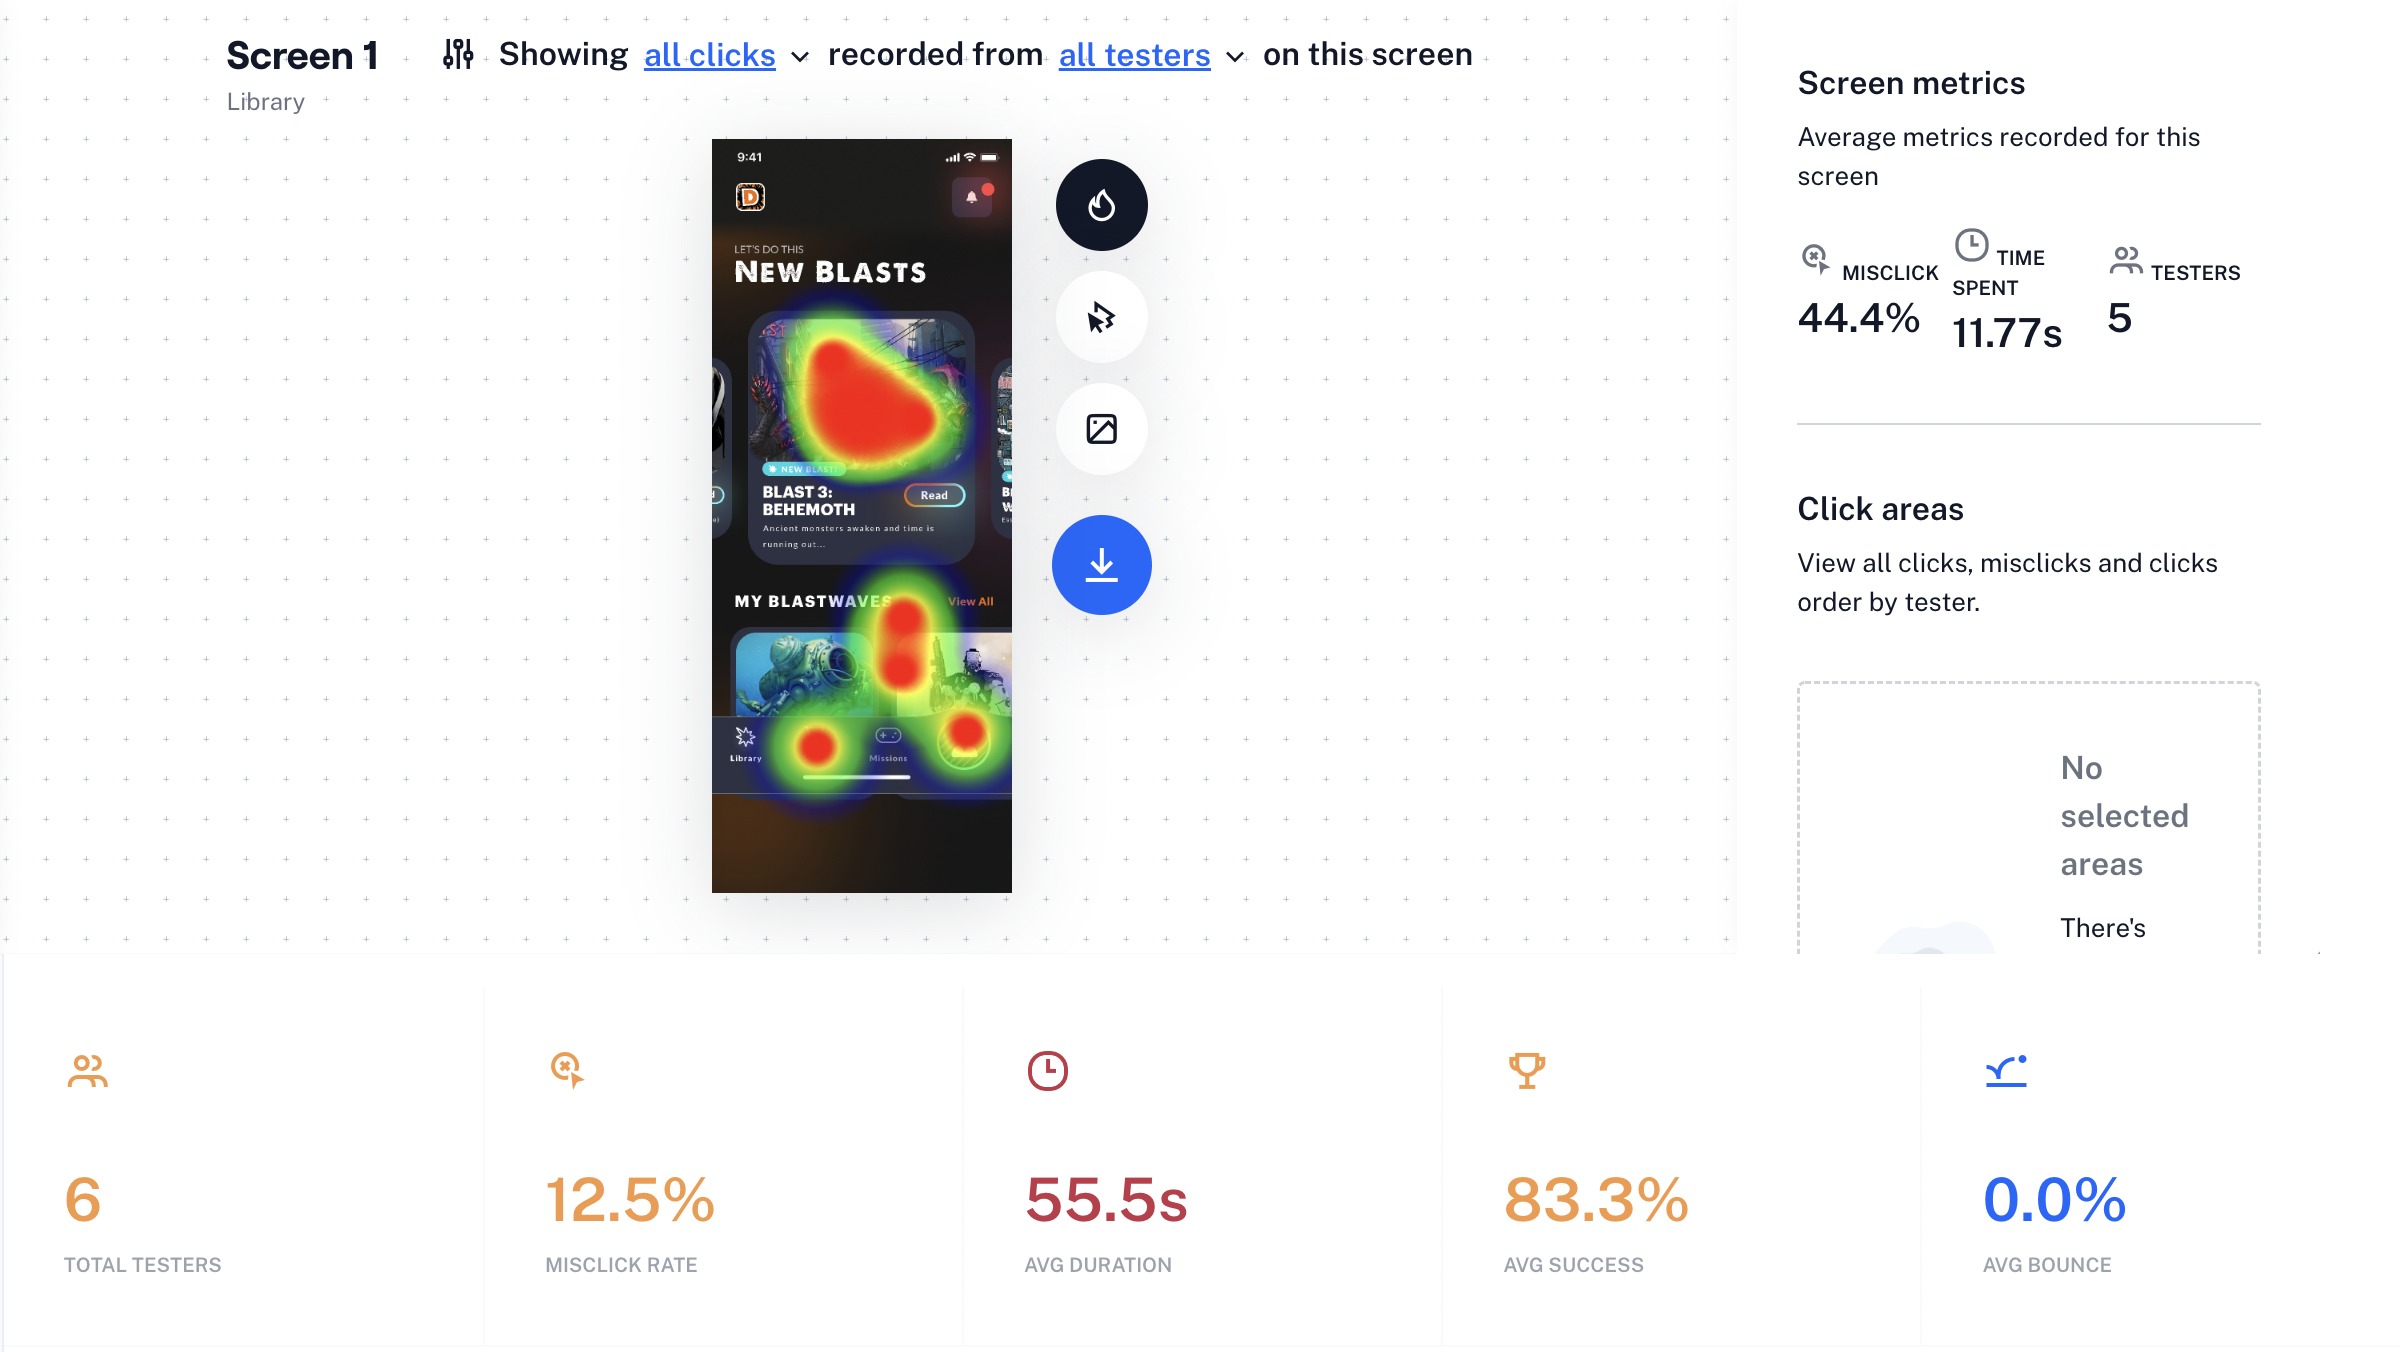 Screen 1
Library
Showing all clicks recorded from all testers on this screen
9:41
D
LET'S DO THIS
NEW BLASTS
NEW BLAST!
BLAST 3:
BEHEMOTH
Read
Ancient monsters awaken and time is
running out...
MY BLASTWAVES
View All
Library
Missions
Screen metrics
Average metrics recorded for this
screen
MISCLICK
44.4%
TIME
SPENT
11.77s
TESTERS
5
Click areas
View all clicks, misclicks and clicks
order by tester.
No
selected
areas
There's
6
TOTAL TESTERS
12.5%
MISCLICK RATE
55.5s
AVG DURATION
83.3%
AVG SUCCESS
0.0%
AVG BOUNCE